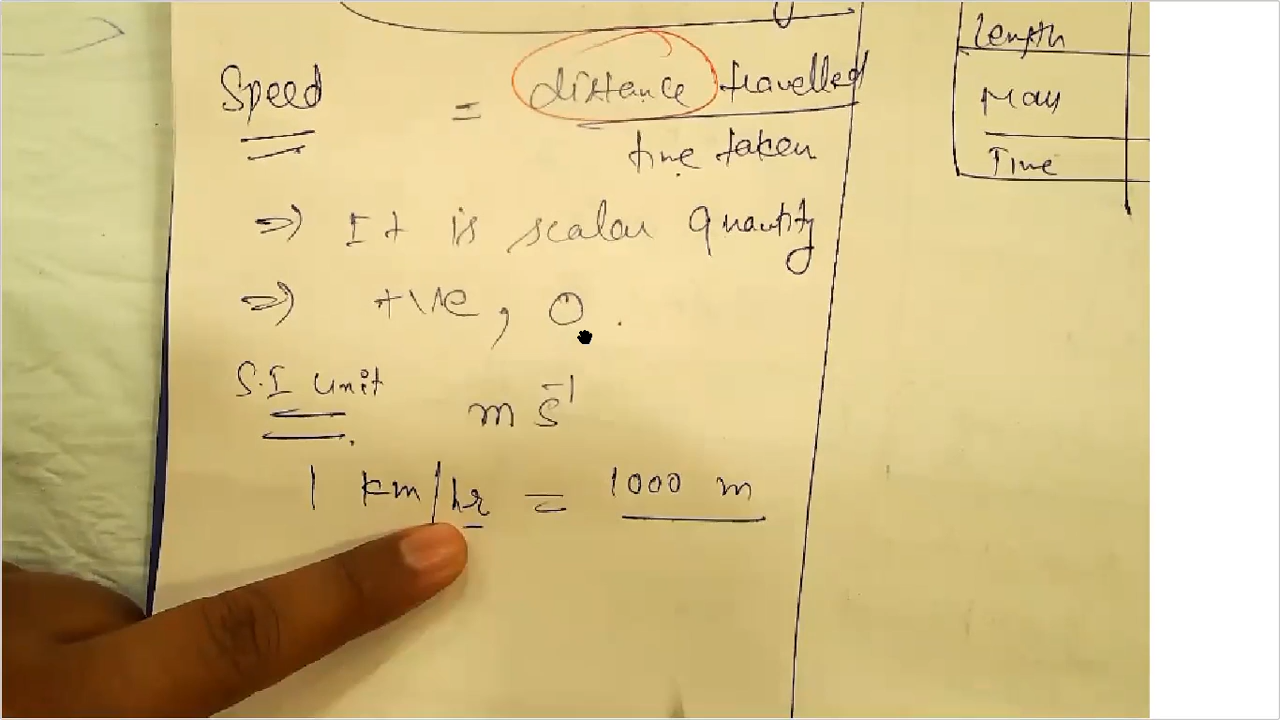 Speed = distance travelled
time taken
⇒ It is scalar quantity
⇒ +ve, 0.
S.I unit m s⁻¹
1 km/hr = 1000 m
Length
Mass
Time